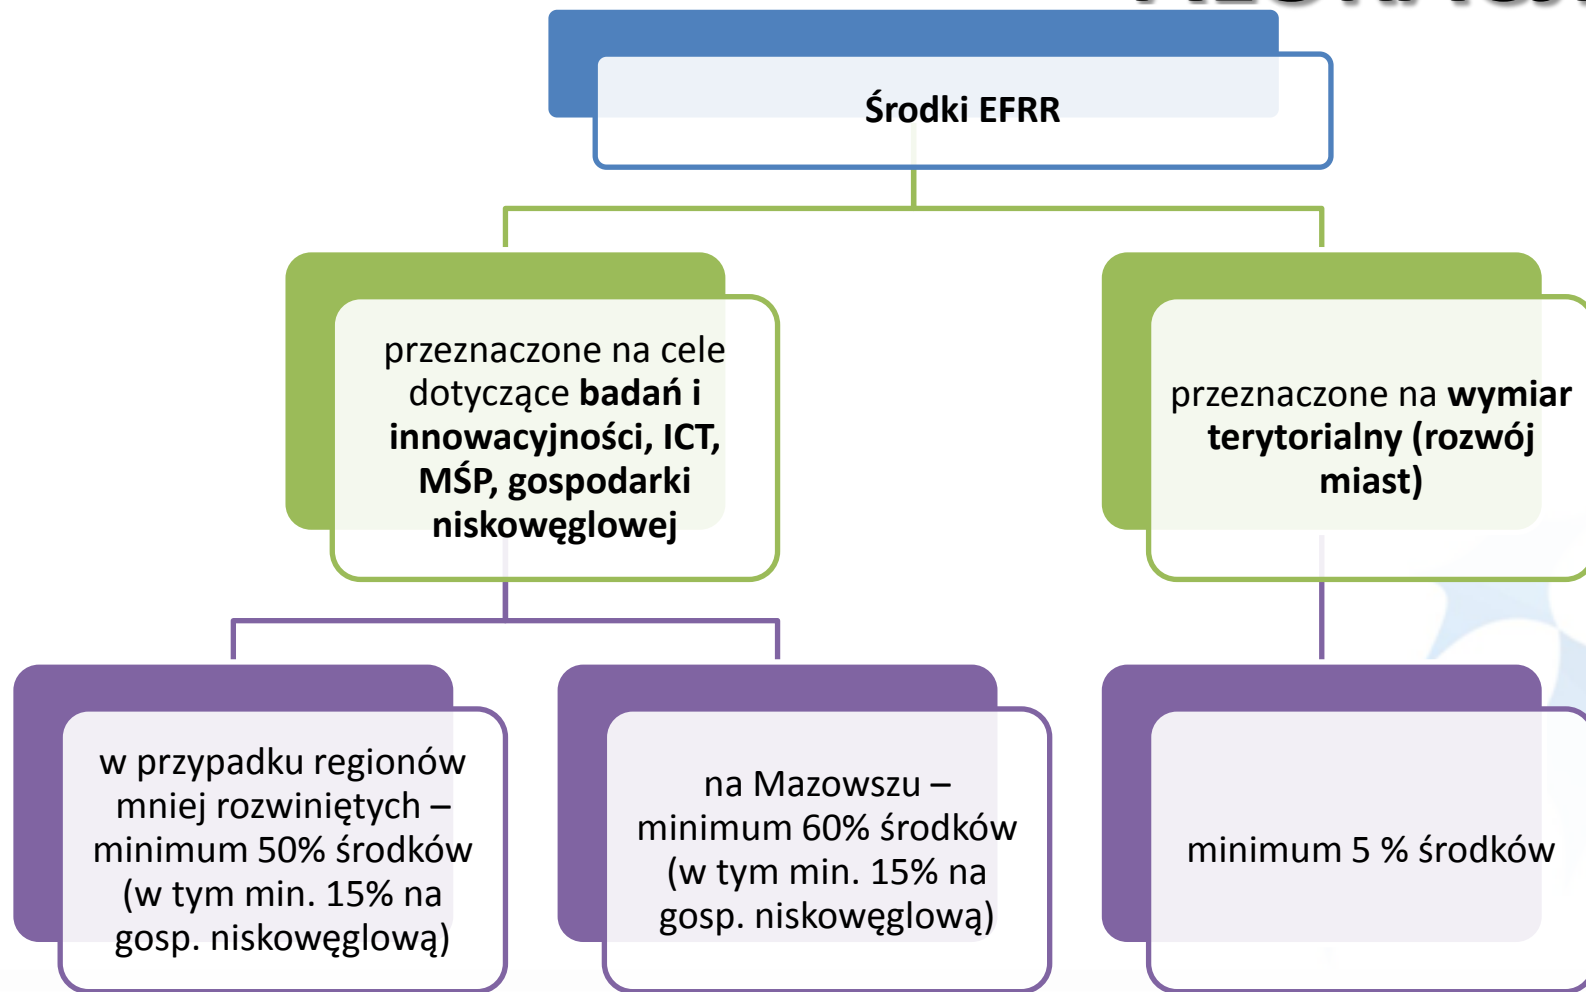 Środki EFRR
przeznaczone na cele
dotyczące badań i
innowacyjności, ICT,
MŚP, gospodarki
niskowęglowej
przeznaczone na wymiar
terytorialny (rozwój
miast)
w przypadku regionów
mniej rozwiniętych –
minimum 50% środków
(w tym min. 15% na
gosp. niskowęglową)
na Mazowszu –
minimum 60% środków
(w tym min. 15% na
gosp. niskowęglową)
minimum 5 % środków